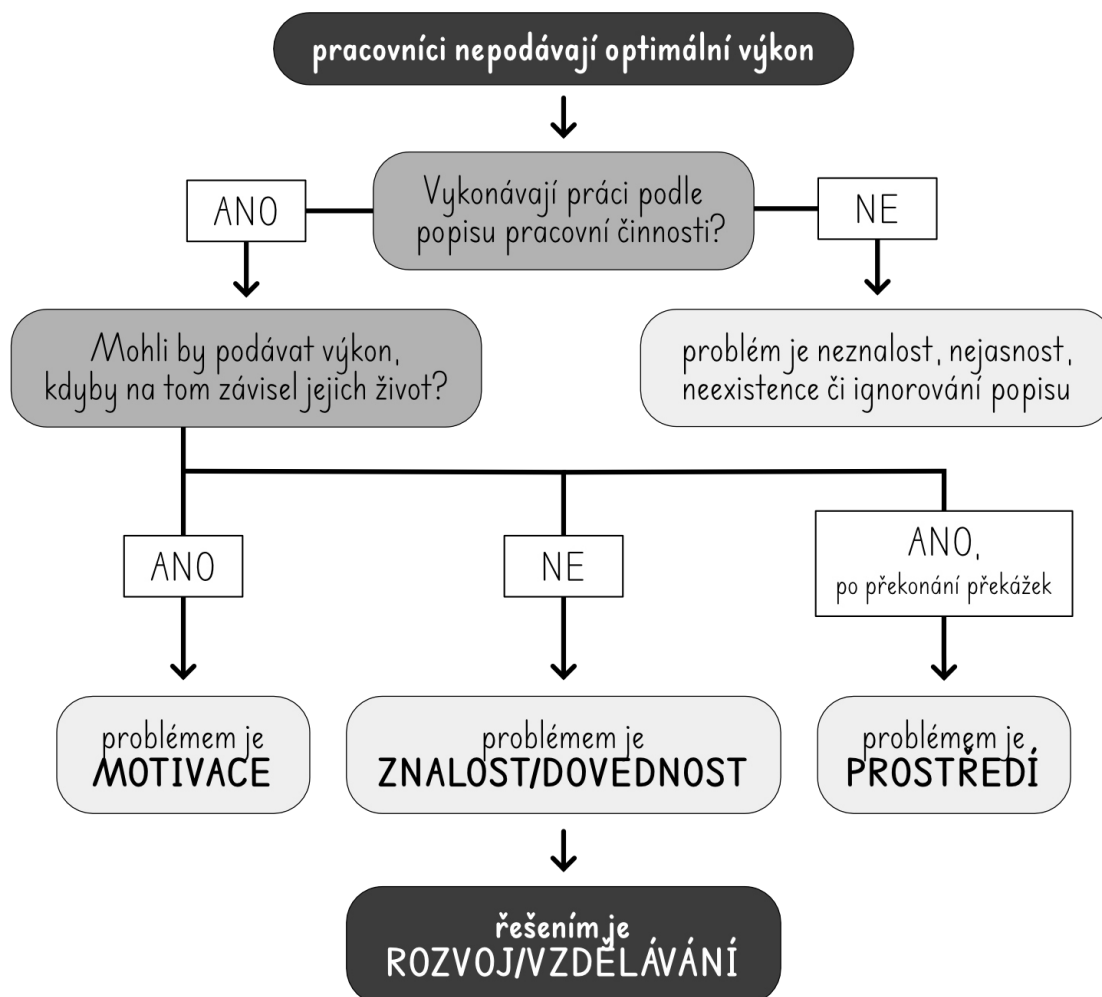 pracovníci nepodávají optimální výkon
Vykonávají práci podle
popisu pracovní činnosti?
ANO
NE
Mohli by podávat výkon,
kdyby na tom závisel jejich život?
problém je neznalost, nejasnost,
neexistence či ignorování popisu
ANO
NE
ANO,
po překonání překážek
problémem je
MOTIVACE
problémem je
ZNALOST/DOVEDNOST
problémem je
PROSTŘEDÍ
řešením je
ROZVOJ/VZDĚLÁVÁNÍ